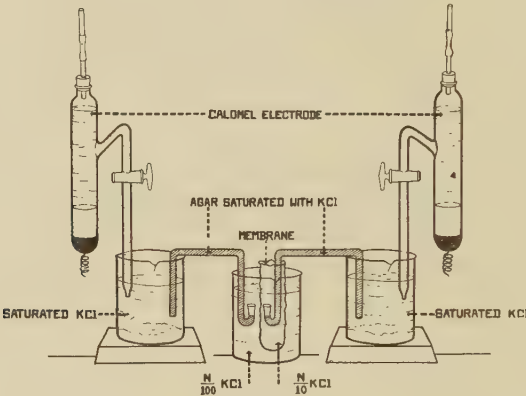 CALOMEL ELECTRODE
AGAR SATURATED WITH KCl
MEMBRANE
SATURATED KCl
SATURATED KCl
N/100 KCl
N/10 KCl